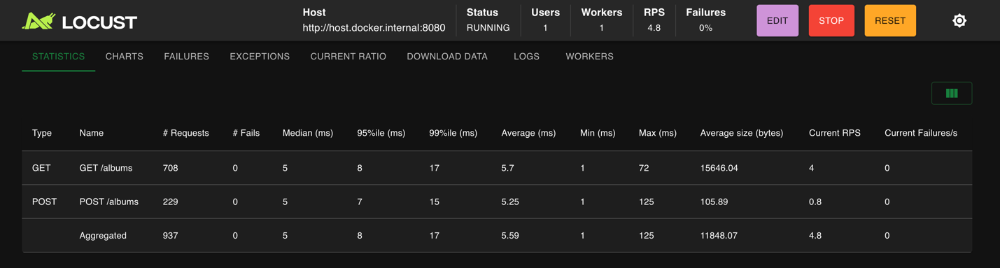 LOCUST
Host
http://host.docker.internal:8080
Status
RUNNING
Users
1
Workers
1
RPS
4.8
Failures
0%
EDIT
STOP
RESET
STATISTICS CHARTS FAILURES EXCEPTIONS CURRENT RATIO DOWNLOAD DATA LOGS WORKERS
Type Name # Requests # Fails Median (ms) 95%ile (ms) 99%ile (ms) Average (ms) Min (ms) Max (ms) Average size (bytes) Current RPS Current Failures/s
GET GET /albums 708 0 5 8 17 5.7 1 72 15646.04 4 0
POST POST /albums 229 0 5 7 15 5.25 1 125 105.89 0.8 0
Aggregated 937 0 5 8 17 5.59 1 125 11848.07 4.8 0